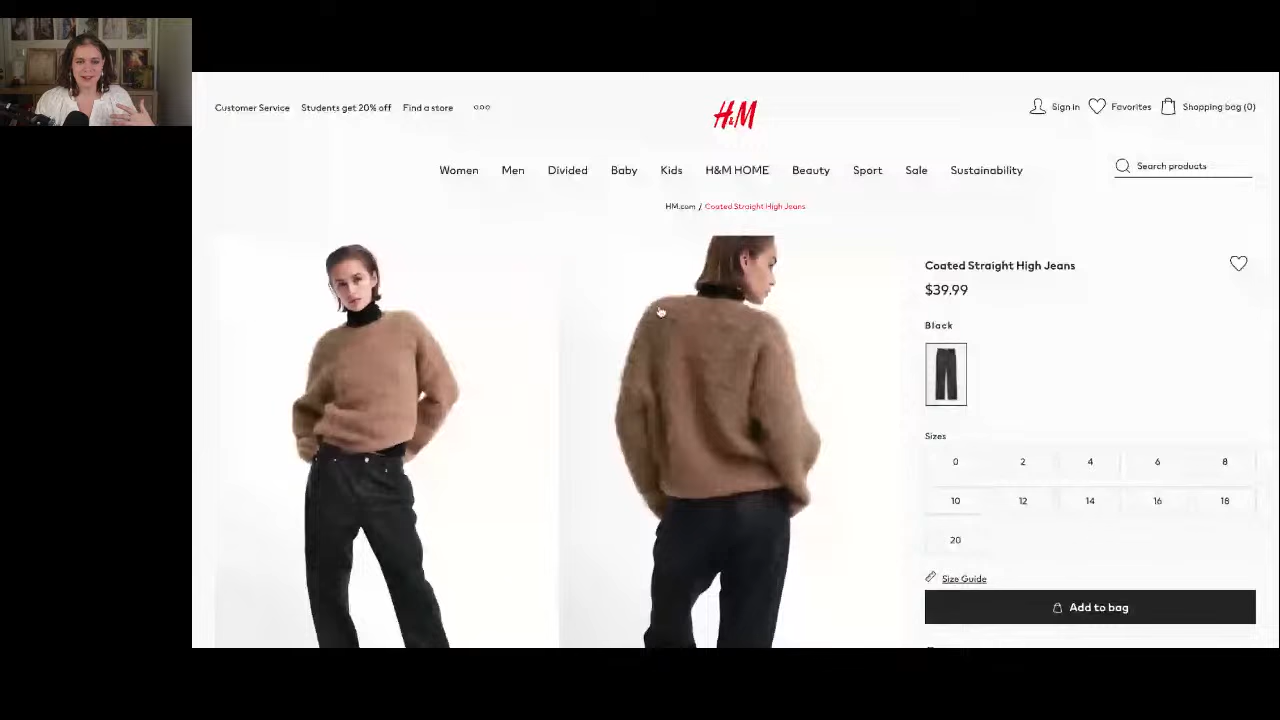 Customer Service Students get 20% off Find a store
H&M
Sign in Favorites Shopping bag (0)
Women Men Divided Baby Kids H&M HOME Beauty Sport Sale Sustainability
Search products
HM.com / Coated Straight High Jeans
Coated Straight High Jeans
$39.99
Black
Sizes
0 2 4 6 8
10 12 14 16 18
20
Size Guide
Add to bag